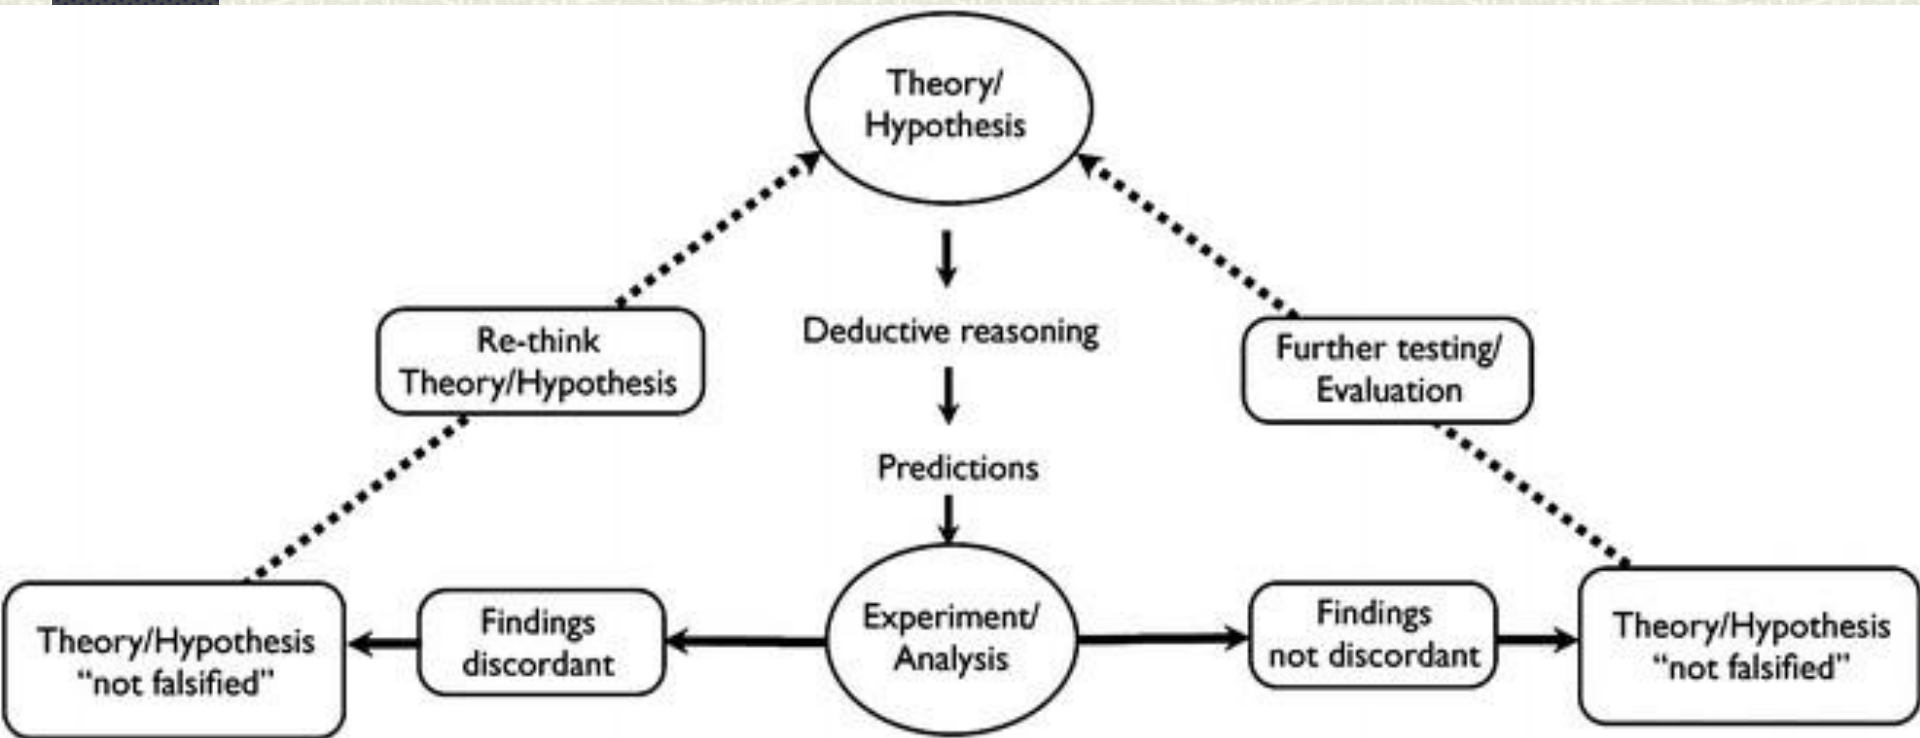 Theory/
Hypothesis
Re-think
Theory/Hypothesis
Deductive reasoning
Further testing/
Evaluation
Predictions
Theory/Hypothesis
“not falsified”
Findings
discordant
Experiment/
Analysis
Findings
not discordant
Theory/Hypothesis
“not falsified”